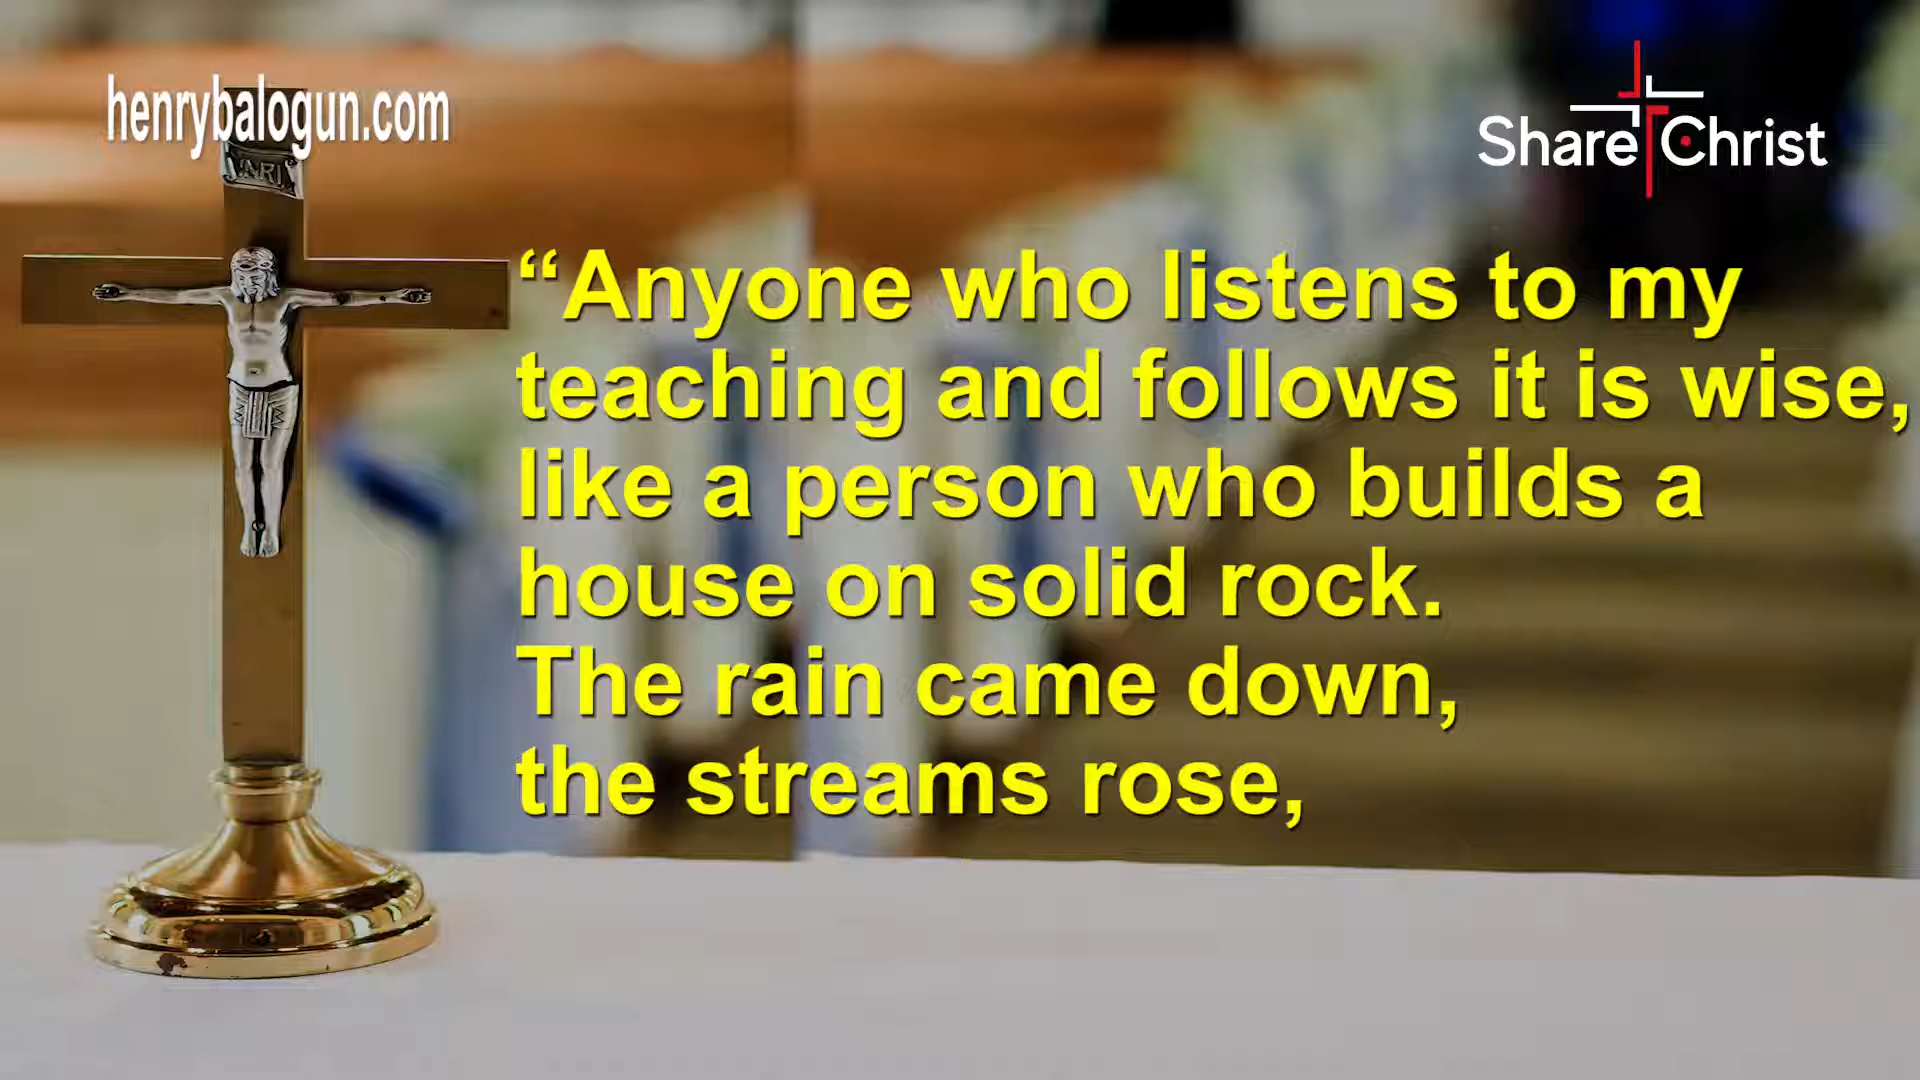 henrybalogun.com
Share Christ
INRI
“Anyone who listens to my
teaching and follows it is wise,
like a person who builds a
house on solid rock.
The rain came down,
the streams rose,